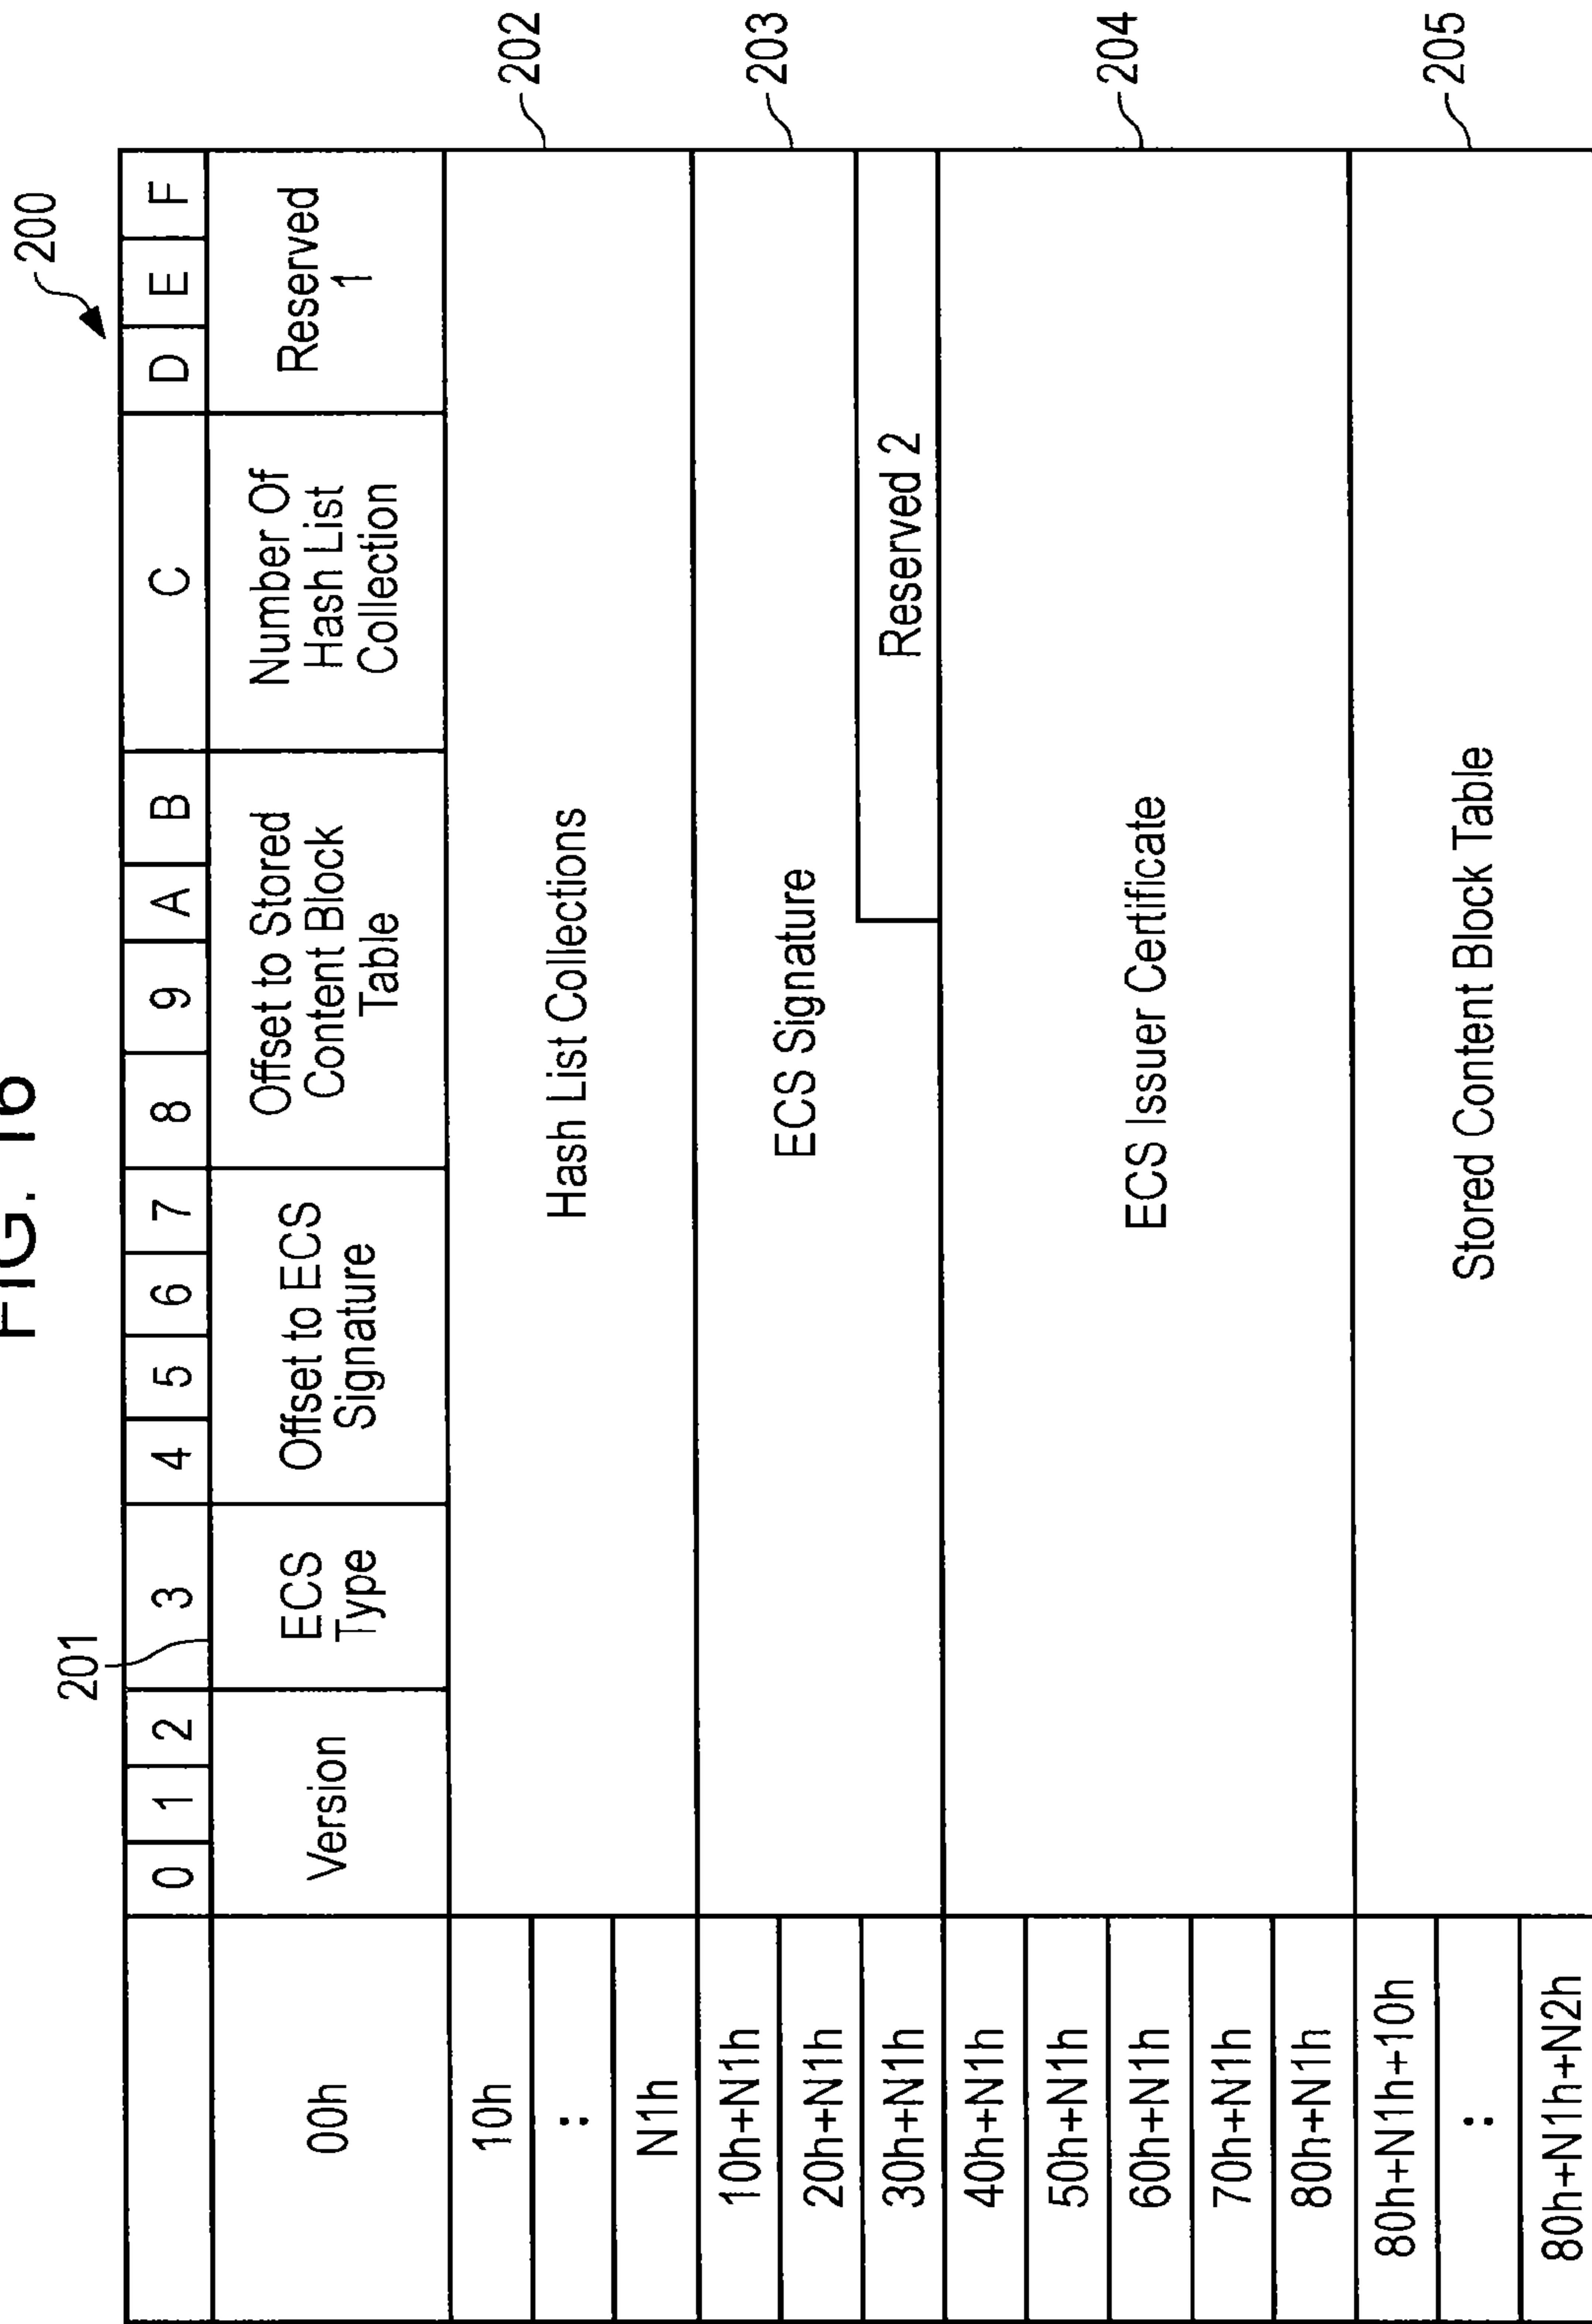 FIG. 16
200
201
0 1 2 3 4 5 6 7 8 9 A B C D E F
00h
Version
ECS
Type
Offset to ECS
Signature
Offset to Stored
Content Block
Table
Number Of
Hash List
Collection
Reserved
1
10h
:
N1h
Hash List Collections
202
10h+N1h
20h+N1h
30h+N1h
ECS Signature
Reserved 2
203
40h+N1h
50h+N1h
60h+N1h
70h+N1h
80h+N1h
ECS Issuer Certificate
204
80h+N1h+10h
:
80h+N1h+N2h
Stored Content Block Table
205